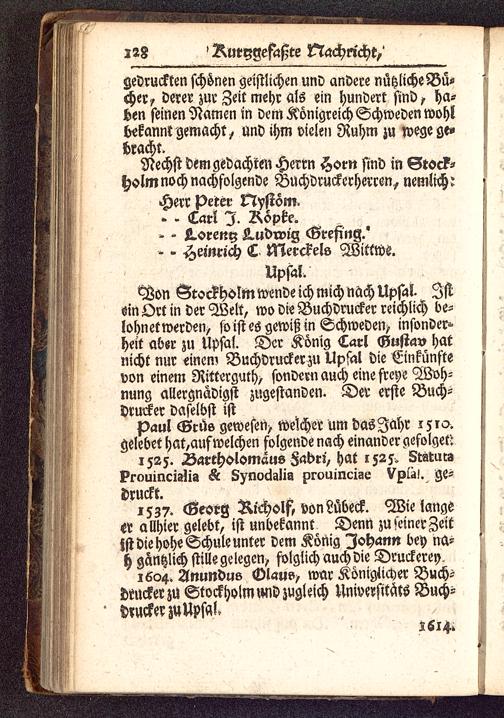 128 Kurtzgefaßte Nachricht,
gedruckten schönen geistlichen und andere nützliche Bü-
cher, derer zur Zeit mehr als ein hundert sind, ha-
ben seinen Namen in dem Königreich Schweden wohl
bekannt gemacht, und ihm vielen Ruhm zu wege ge-
bracht.
Nechst dem gedachten Herrn Horn sind in Stock-
holm noch nachfolgende Buchdruckerherren, nemlich:
Herr Peter Nyström.
- - Carl J. Röpke.
- - Lorentz Ludwig Grefing.
- - Heinrich C. Merckels Wittwe.
Upsal.
Von Stockholm wende ich mich nach Upsal. Ist
ein Ort in der Welt, wo die Buchdrucker reichlich be-
lohnet werden, so ist es gewiß in Schweden, insonder-
heit aber zu Upsal. Der König Carl Gustav hat
nicht nur einem Buchdrucker zu Upsal die Einkünfte
von einem Ritterguth, sondern auch eine freye Woh-
nung allergnädigst zugestanden. Der erste Buch-
drucker daselbst ist
Paul Grüs gewesen, welcher um das Jahr 1510.
gelebet hat, auf welchen folgende nach einander gefolget:
1525. Bartholomäus Fabri, hat 1525. Statuta
Prouincialia & Synodalia prouinciae Vpsal. ge-
druckt.
1537. Georg Richolf, von Lübeck. Wie lange
er allhier gelebt, ist unbekannt. Denn zu seiner Zeit
ist die hohe Schule unter dem König Johann bey na-
h gäntzlich stille gelegen, folglich auch die Druckerey.
1604. Anundus Olaus, war Königlicher Buch-
drucker zu Stockholm und zugleich Universitäts Buch-
drucker zu Upsal.
1614.